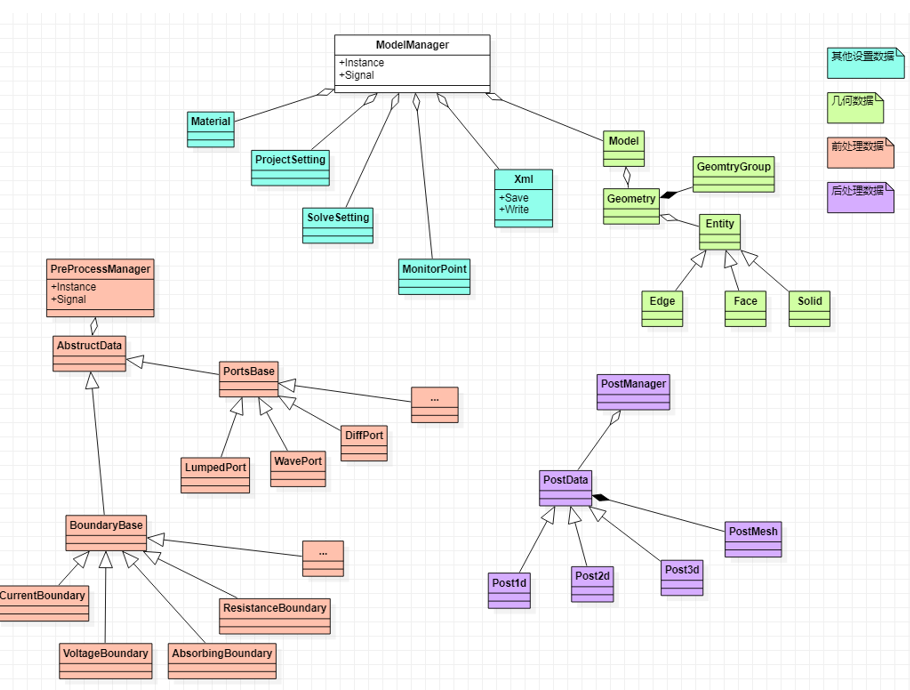 ModelManager
+Instance
+Signal
其他设置数据
几何数据
前处理数据
后处理数据
Material
ProjectSetting
SolveSetting
MonitorPoint
Xml
+Save
+Write
Model
GeomtryGroup
Geometry
Entity
Edge
Face
Solid
PreProcessManager
+Instance
+Signal
AbstructData
PortsBase
...
DiffPort
WavePort
LumpedPort
BoundaryBase
...
CurrentBoundary
ResistanceBoundary
VoltageBoundary
AbsorbingBoundary
PostManager
PostData
PostMesh
Post1d
Post2d
Post3d